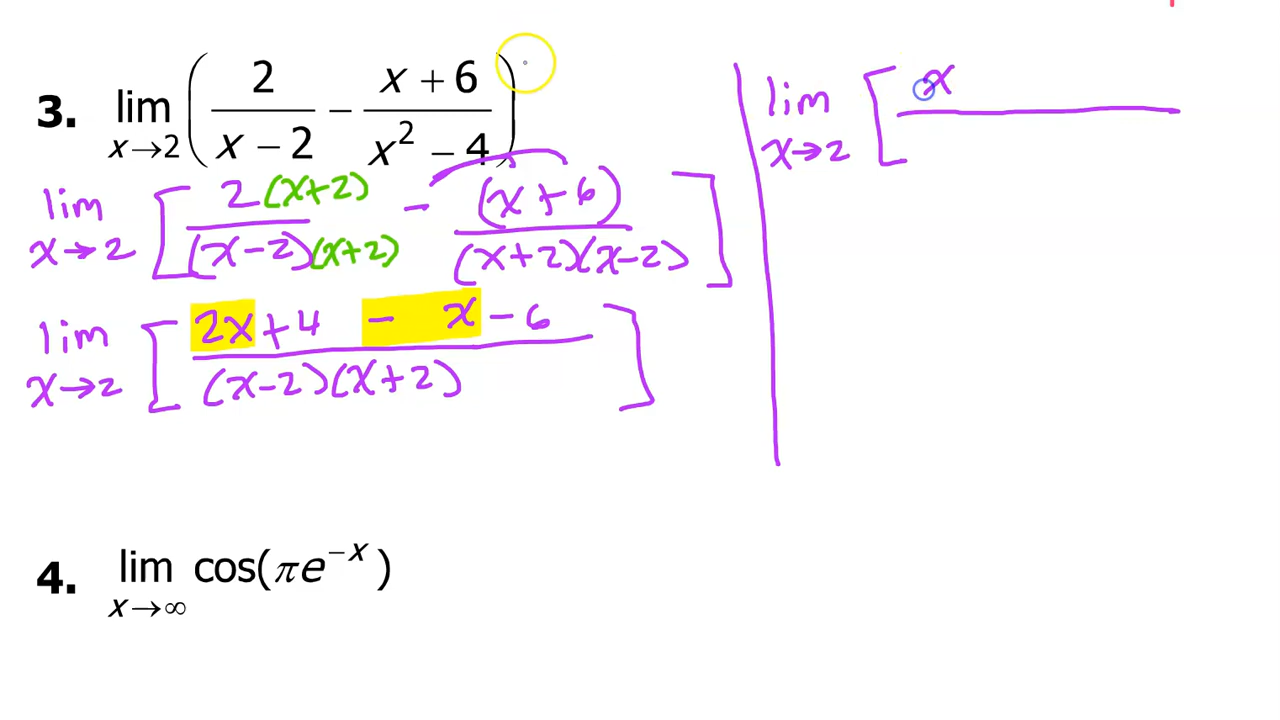 3. lim x→2 ( 2/(x − 2) − (x + 6)/(x² − 4) )
lim x→2 [ 2(x+2)/((x−2)(x+2)) − (x+6)/((x+2)(x−2)) ]
lim x→2 [ (2x+4 − x − 6)/((x−2)(x+2)) ]
lim x→2 [ x
4. lim x→∞ cos(πe⁻ˣ)